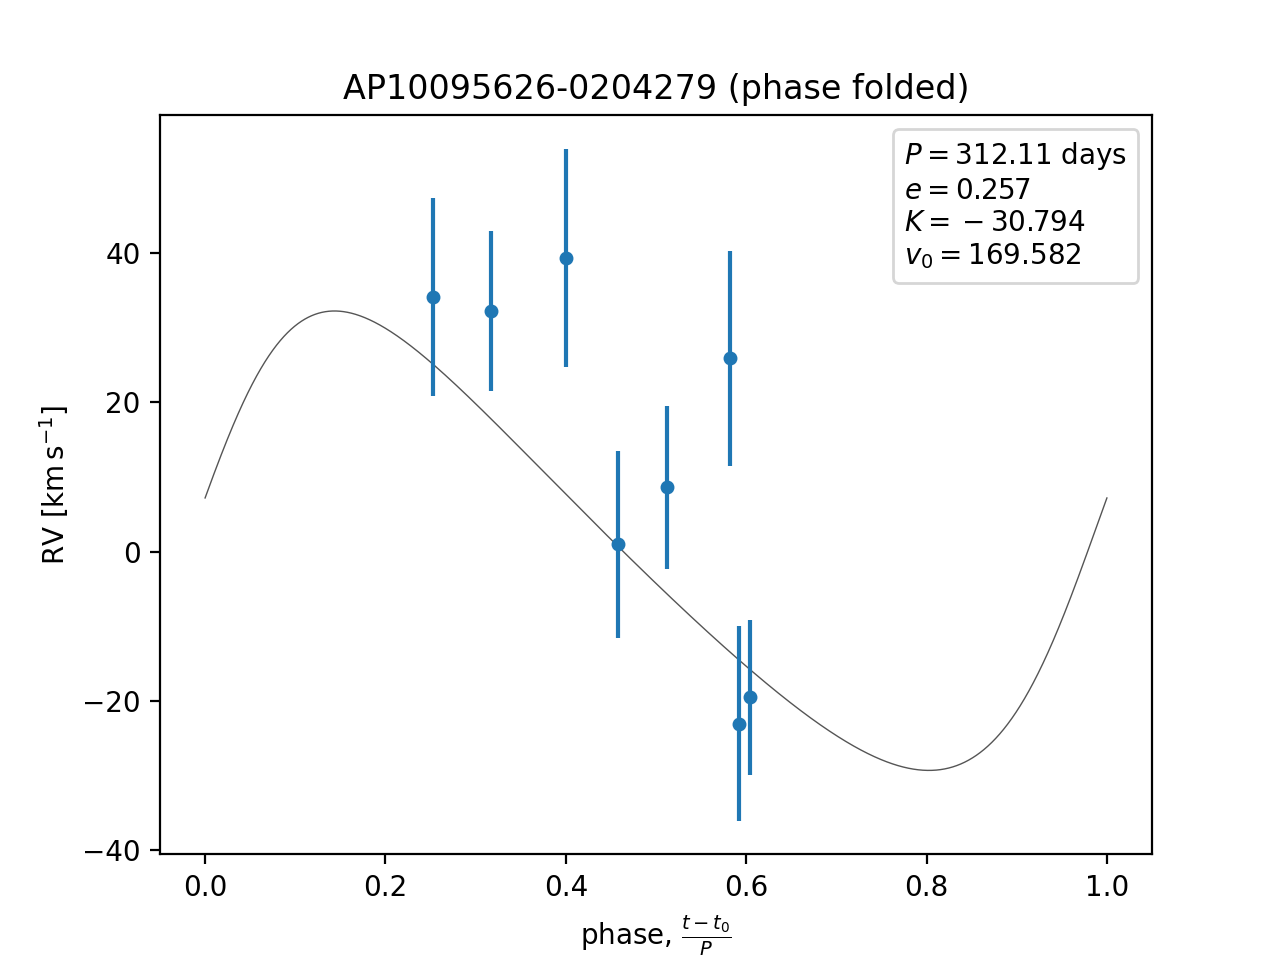 AP10095626-0204279 (phase folded)
P = 312.11 days
e = 0.257
K = −30.794
v₀ = 169.582
RV [km s⁻¹]
40
20
0
−20
−40
0.0 0.2 0.4 0.6 0.8 1.0
phase, (t − t₀)/P